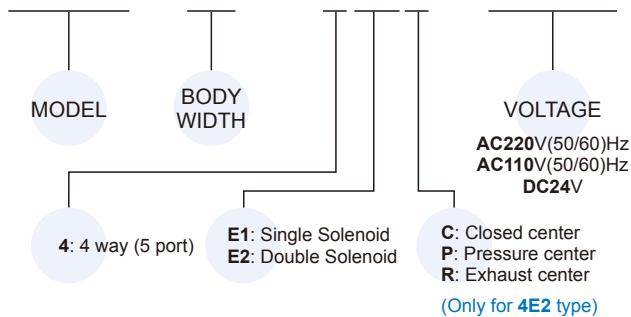 MODEL
BODY
WIDTH
VOLTAGE
AC220V(50/60)Hz
AC110V(50/60)Hz
DC24V
4: 4 way (5 port)
E1: Single Solenoid
E2: Double Solenoid
C: Closed center
P: Pressure center
R: Exhaust center
(Only for 4E2 type)